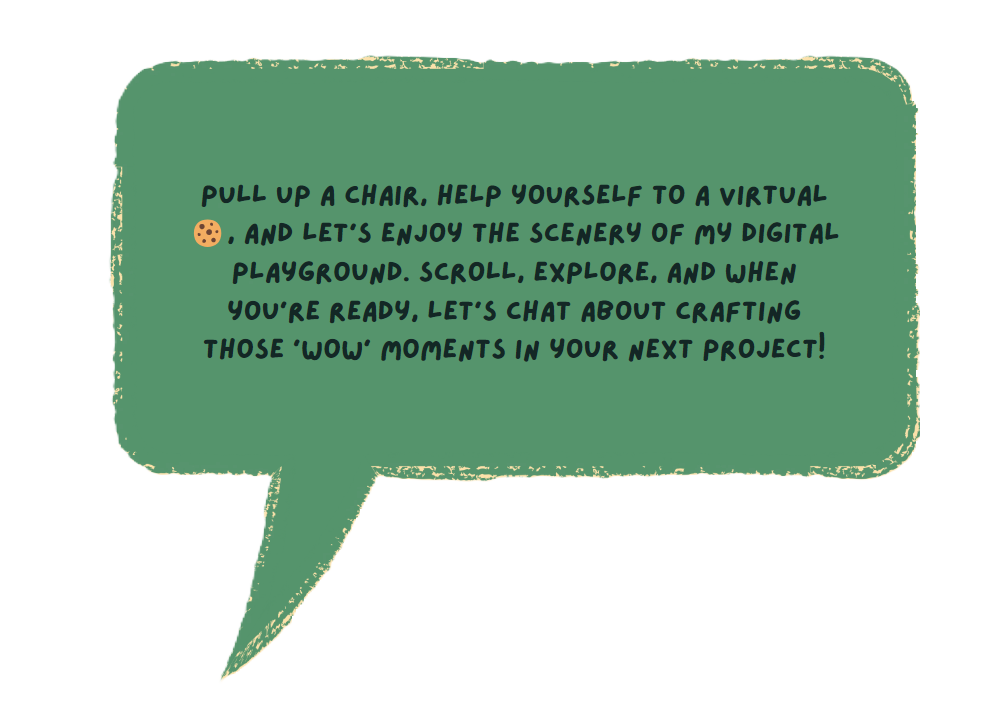 PULL UP A CHAIR, HELP YOURSELF TO A VIRTUAL
🍪, AND LET'S ENJOY THE SCENERY OF MY DIGITAL
PLAYGROUND. SCROLL, EXPLORE, AND WHEN
YOU'RE READY, LET'S CHAT ABOUT CRAFTING
THOSE 'WOW' MOMENTS IN YOUR NEXT PROJECT!